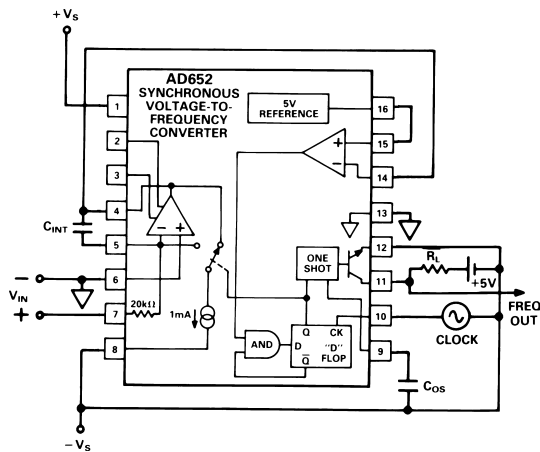 +VS
AD652
SYNCHRONOUS
VOLTAGE-TO-
FREQUENCY
CONVERTER
5V
REFERENCE
1
2
3
4
5
6
7
8
16
15
14
13
12
11
10
9
+
−
− +
CINT
−
VIN
+
20kΩ
1mA
ONE
SHOT
AND
Q CK
D "D"
Q̅ FLOP
RL
+5V
FREQ
OUT
CLOCK
COS
−VS